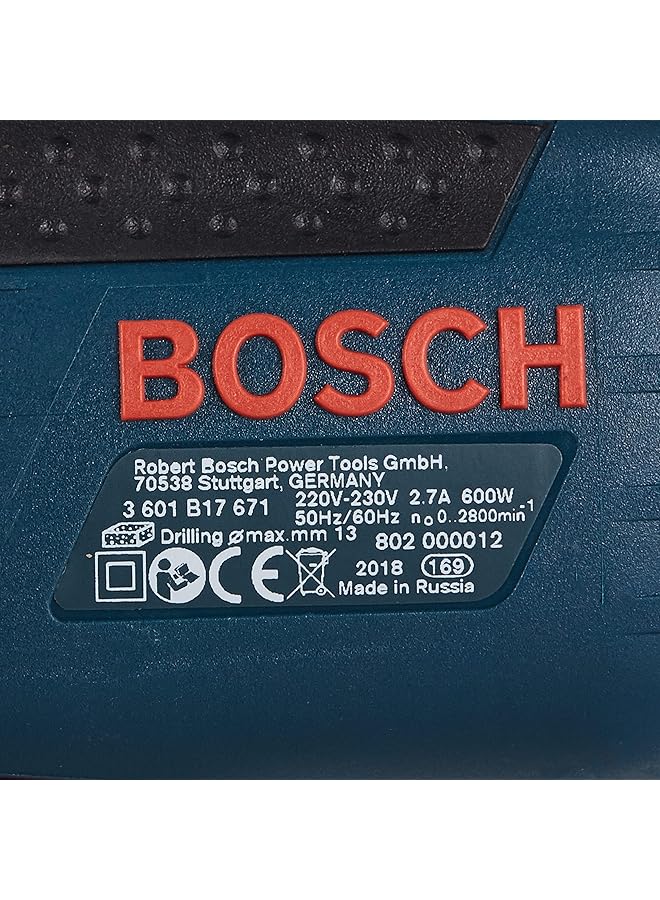 BOSCH
Robert Bosch Power Tools GmbH,
70538 Stuttgart, GERMANY
3 601 B17 671 220V-230V 2.7A 600W
50Hz/60Hz n₀ 0..2800min⁻¹
Drilling ømax.mm 13 802 000012
CE 2018 169
Made in Russia